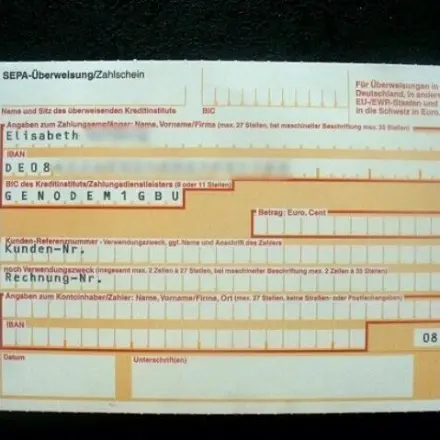 SEPA-Überweisung/Zahlschein
Für Überweisungen in
Deutschland, in andere
EU-/EWR-Staaten und
in die Schweiz in Euro.
Name und Sitz des überweisenden Kreditinstituts
BIC
Angaben zum Zahlungsempfänger: Name, Vorname/Firma (max. 27 Stellen, bei maschineller Beschriftung max. 35 Stellen)
Elisabeth
IBAN
DE08
BIC des Kreditinstituts/Zahlungsdienstleisters (8 oder 11 Stellen)
GENODEM1GBU
Betrag: Euro, Cent
Kunden-Referenznummer - Verwendungszweck, ggf. Name und Anschrift des Zahlers
Kunden-Nr.
noch Verwendungszweck (insgesamt max. 2 Zeilen à 27 Stellen, bei maschineller Beschriftung max. 2 Zeilen à 35 Stellen)
Rechnung-Nr.
Angaben zum Kontoinhaber/Zahler: Name, Vorname/Firma, Ort (max. 27 Stellen, keine Straßen- oder Postfachangaben)
IBAN
08
Datum
Unterschrift(en)